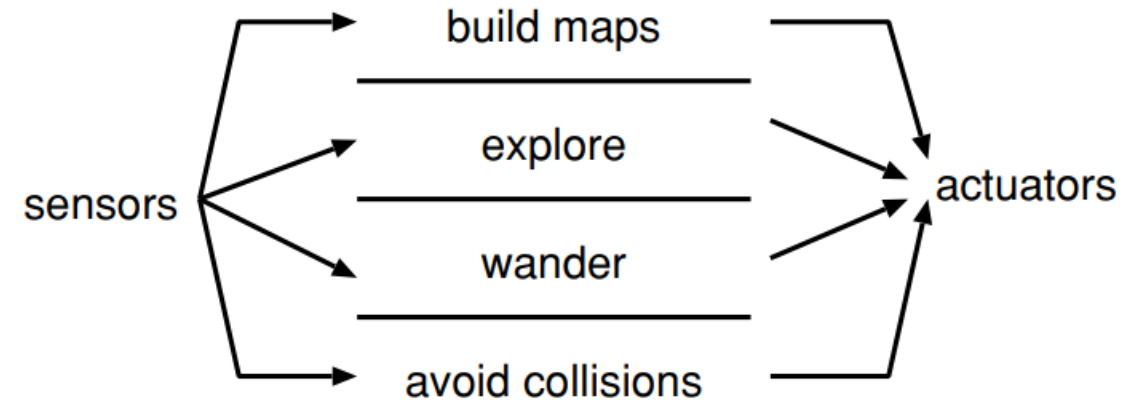 build maps
explore
sensors
actuators
wander
avoid collisions